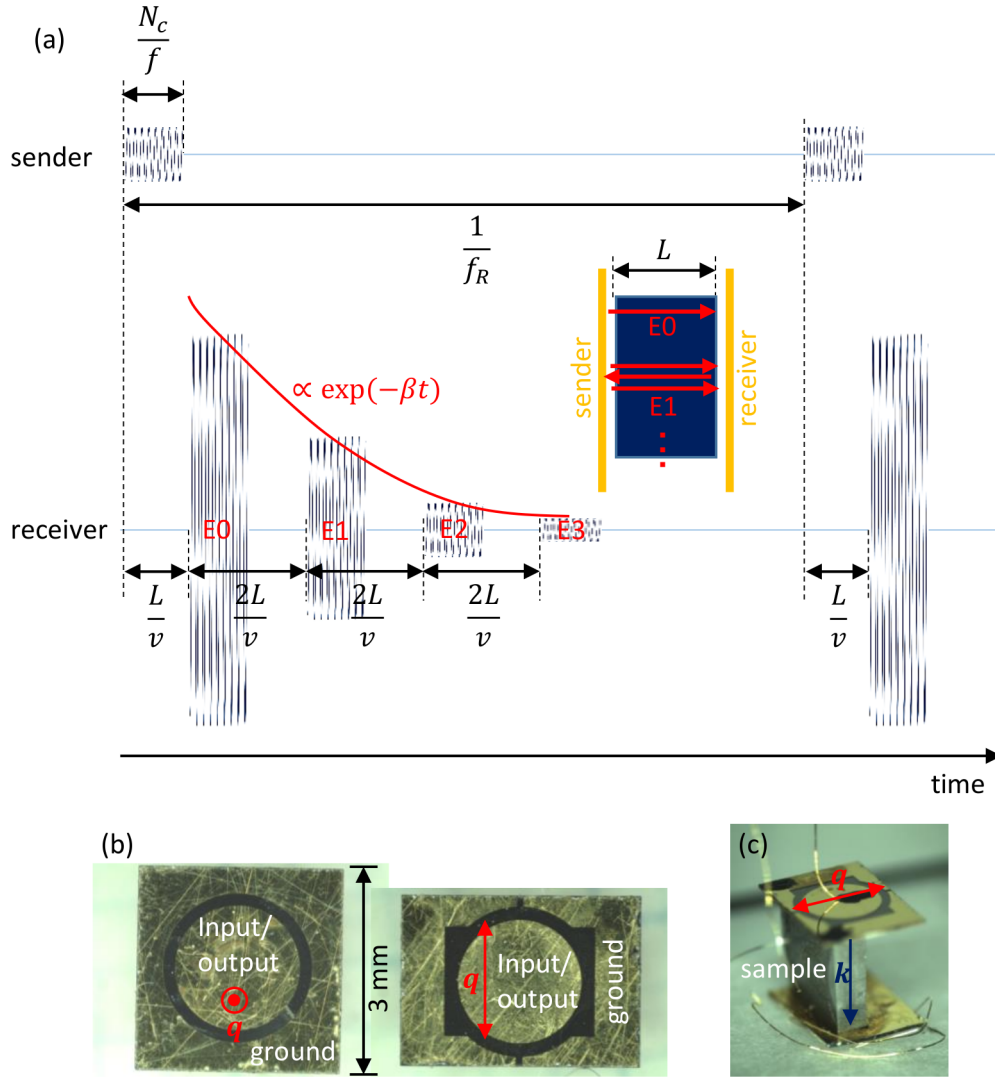 (a)
N_c
f
sender
1
f_R
L
E0
sender
receiver
E1
∝ exp(−βt)
receiver
E0
E1
E2
E3
L
v
2L
v
2L
v
2L
v
L
v
time
(b)
Input/
output
q
ground
3 mm
q
Input/
output
ground
(c)
q
sample
k